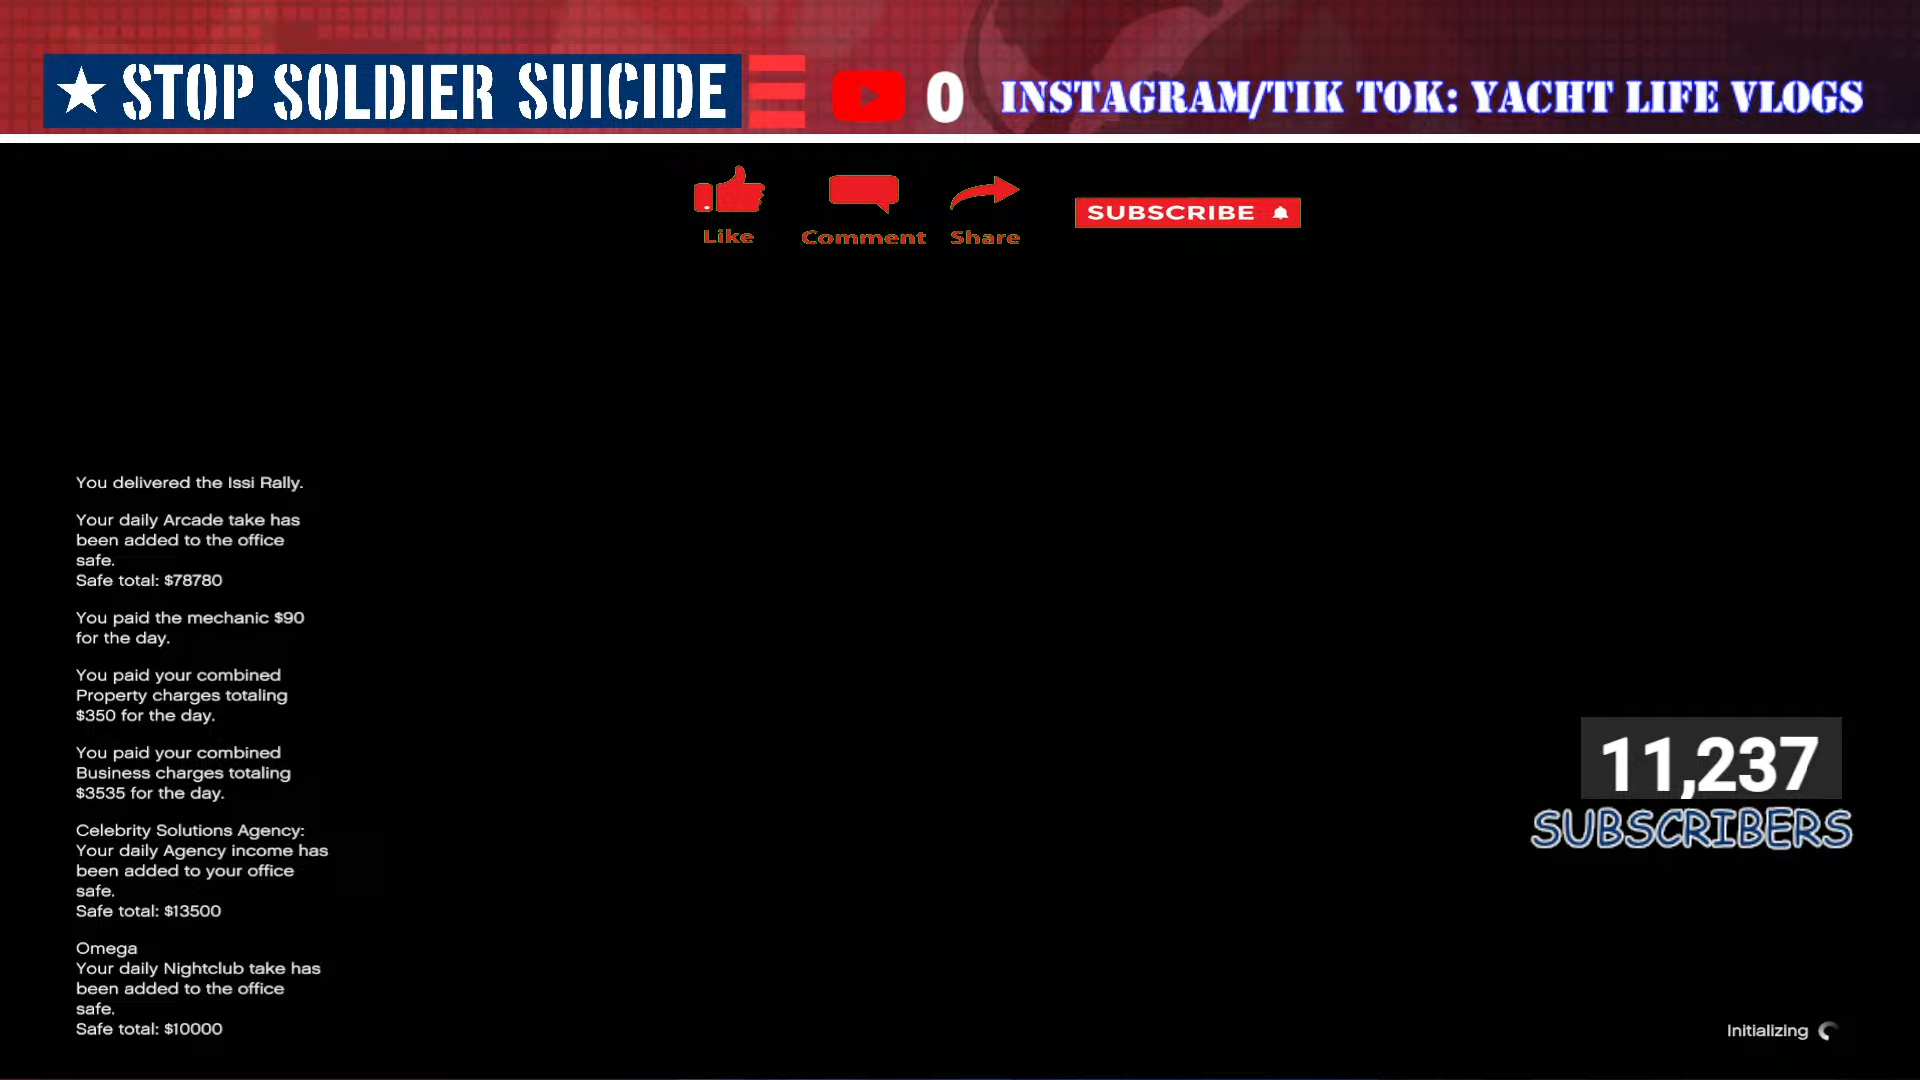 STOP SOLDIER SUICIDE
0
INSTAGRAM/TIK TOK: YACHT LIFE VLOGS
Like
Comment
Share
SUBSCRIBE
You delivered the Issi Rally.
Your daily Arcade take has
been added to the office
safe.
Safe total: $78780
You paid the mechanic $90
for the day.
You paid your combined
Property charges totaling
$350 for the day.
You paid your combined
Business charges totaling
$3535 for the day.
Celebrity Solutions Agency:
Your daily Agency income has
been added to your office
safe.
Safe total: $13500
Omega
Your daily Nightclub take has
been added to the office
safe.
Safe total: $10000
11,237
SUBSCRIBERS
Initializing